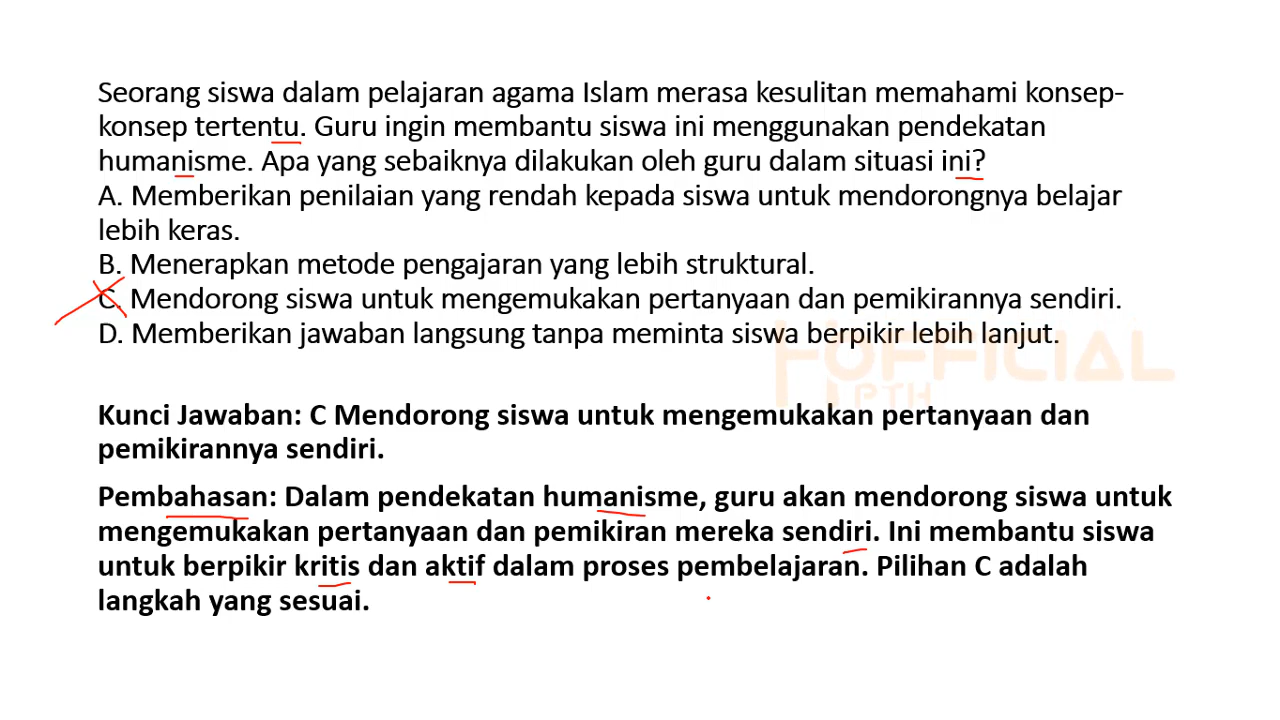 Seorang siswa dalam pelajaran agama Islam merasa kesulitan memahami konsep-
konsep tertentu. Guru ingin membantu siswa ini menggunakan pendekatan
humanisme. Apa yang sebaiknya dilakukan oleh guru dalam situasi ini?
A. Memberikan penilaian yang rendah kepada siswa untuk mendorongnya belajar
lebih keras.
B. Menerapkan metode pengajaran yang lebih struktural.
C. Mendorong siswa untuk mengemukakan pertanyaan dan pemikirannya sendiri.
D. Memberikan jawaban langsung tanpa meminta siswa berpikir lebih lanjut.
OFFICIAL
PTH
Kunci Jawaban: C Mendorong siswa untuk mengemukakan pertanyaan dan
pemikirannya sendiri.
Pembahasan: Dalam pendekatan humanisme, guru akan mendorong siswa untuk
mengemukakan pertanyaan dan pemikiran mereka sendiri. Ini membantu siswa
untuk berpikir kritis dan aktif dalam proses pembelajaran. Pilihan C adalah
langkah yang sesuai.